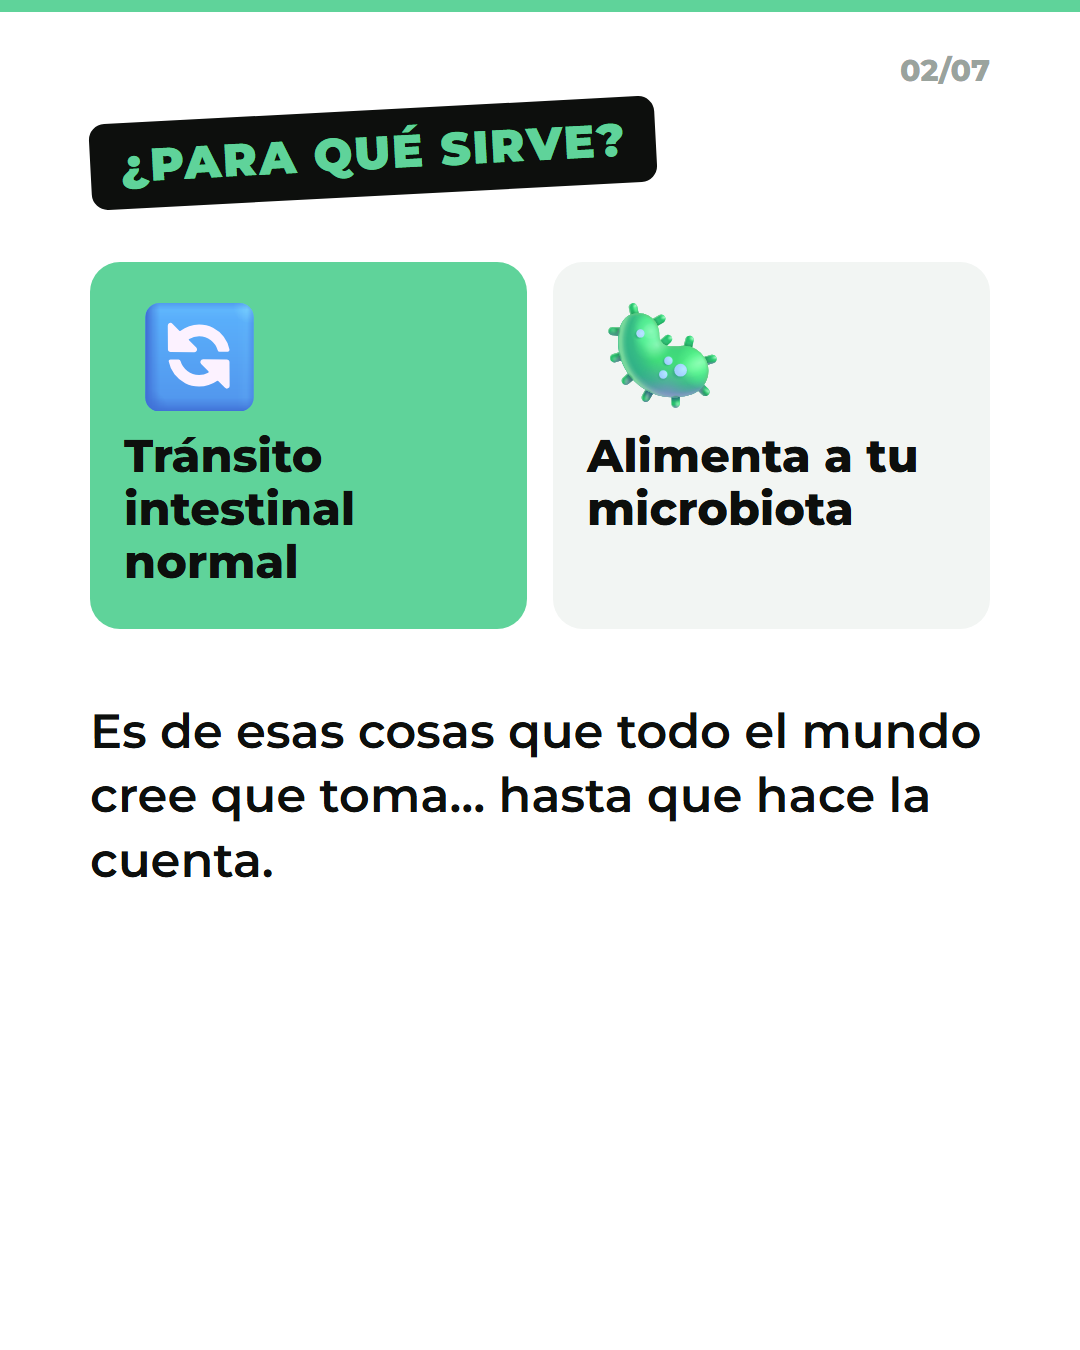 02/07
¿PARA QUÉ SIRVE?
Tránsito
intestinal
normal
Alimenta a tu
microbiota
Es de esas cosas que todo el mundo
cree que toma... hasta que hace la
cuenta.